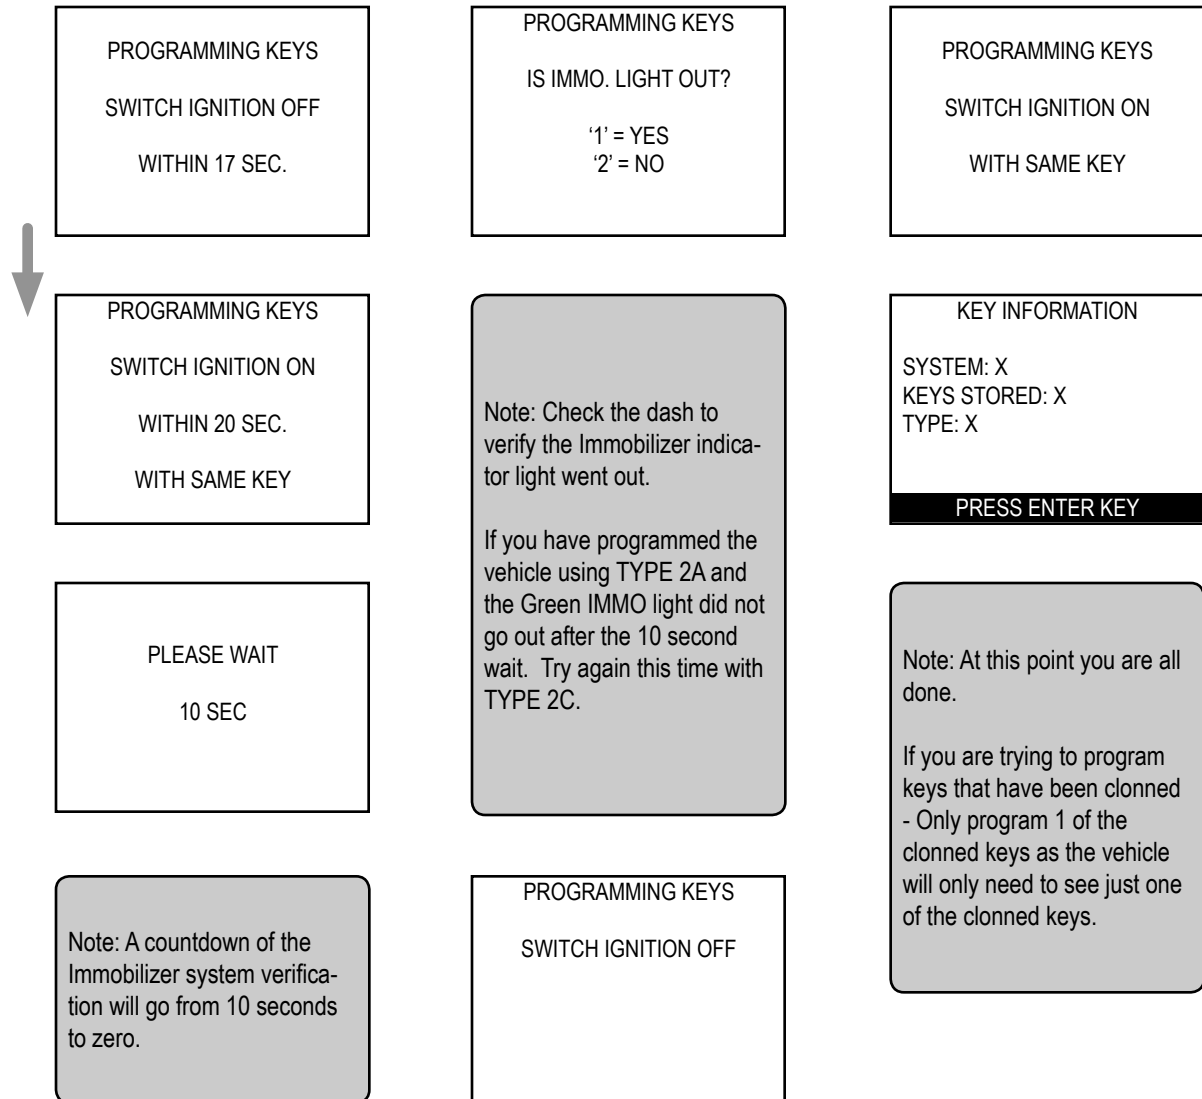 PROGRAMMING KEYS
SWITCH IGNITION OFF
WITHIN 17 SEC.
PROGRAMMING KEYS
SWITCH IGNITION ON
WITHIN 20 SEC.
WITH SAME KEY
PLEASE WAIT
10 SEC
Note: A countdown of the
Immobilizer system verifica-
tion will go from 10 seconds
to zero.
PROGRAMMING KEYS
IS IMMO. LIGHT OUT?
‘1’ = YES
‘2’ = NO
Note: Check the dash to
verify the Immobilizer indica-
tor light went out.
If you have programmed the
vehicle using TYPE 2A and
the Green IMMO light did not
go out after the 10 second
wait.  Try again this time with
TYPE 2C.
PROGRAMMING KEYS
SWITCH IGNITION OFF
PROGRAMMING KEYS
SWITCH IGNITION ON
WITH SAME KEY
KEY INFORMATION
SYSTEM: X
KEYS STORED: X
TYPE: X
PRESS ENTER KEY
Note: At this point you are all
done.
If you are trying to program
keys that have been clonned
- Only program 1 of the
clonned keys as the vehicle
will only need to see just one
of the clonned keys.